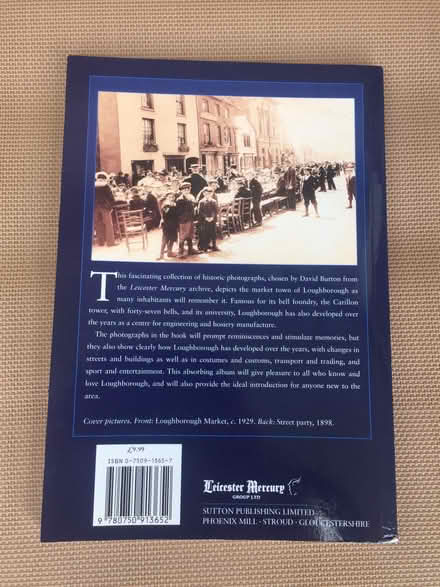 This fascinating collection of historic photographs, chosen by David Burton from
the Leicester Mercury archive, depicts the market town of Loughborough as
many inhabitants will remember it. Famous for its bell foundry, the Carillon
tower, with forty-seven bells, and its university, Loughborough has also developed over
the years as a centre for engineering and hosiery manufacture.
The photographs in the book will prompt reminiscences and stimulate memories, but
they also show clearly how Loughborough has developed over the years, with changes in
streets and buildings as well as in costumes and customs, transport and trading, and
sport and entertainment. This absorbing album will give pleasure to all who know and
love Loughborough, and will also provide the ideal introduction for anyone new to the
area.
Cover pictures. Front: Loughborough Market, c. 1929. Back: Street party, 1898.
£9.99
ISBN 0-7509-1365-7
9 780750 913652
Leicester Mercury
GROUP LTD
SUTTON PUBLISHING LIMITED
PHOENIX MILL · STROUD · GLOUCESTERSHIRE